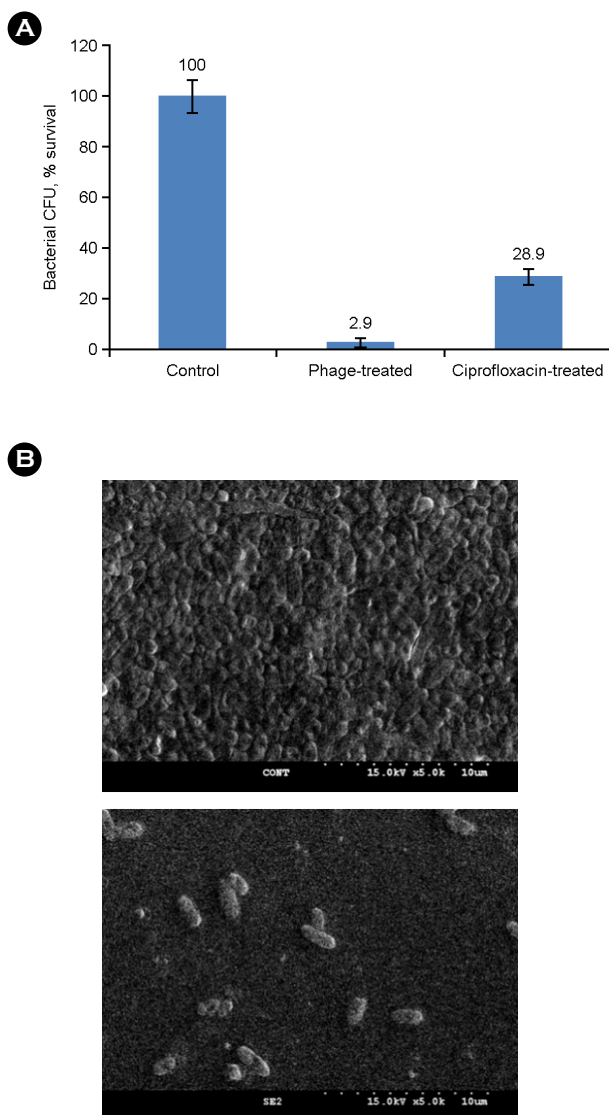 A
Bacterial CFU, % survival
120
100
80
60
40
20
0
100
2.9
28.9
Control
Phage-treated
Ciprofloxacin-treated
B
CONT 15.0kV x5.0k 10um
SE2 15.0kV x5.0k 10um